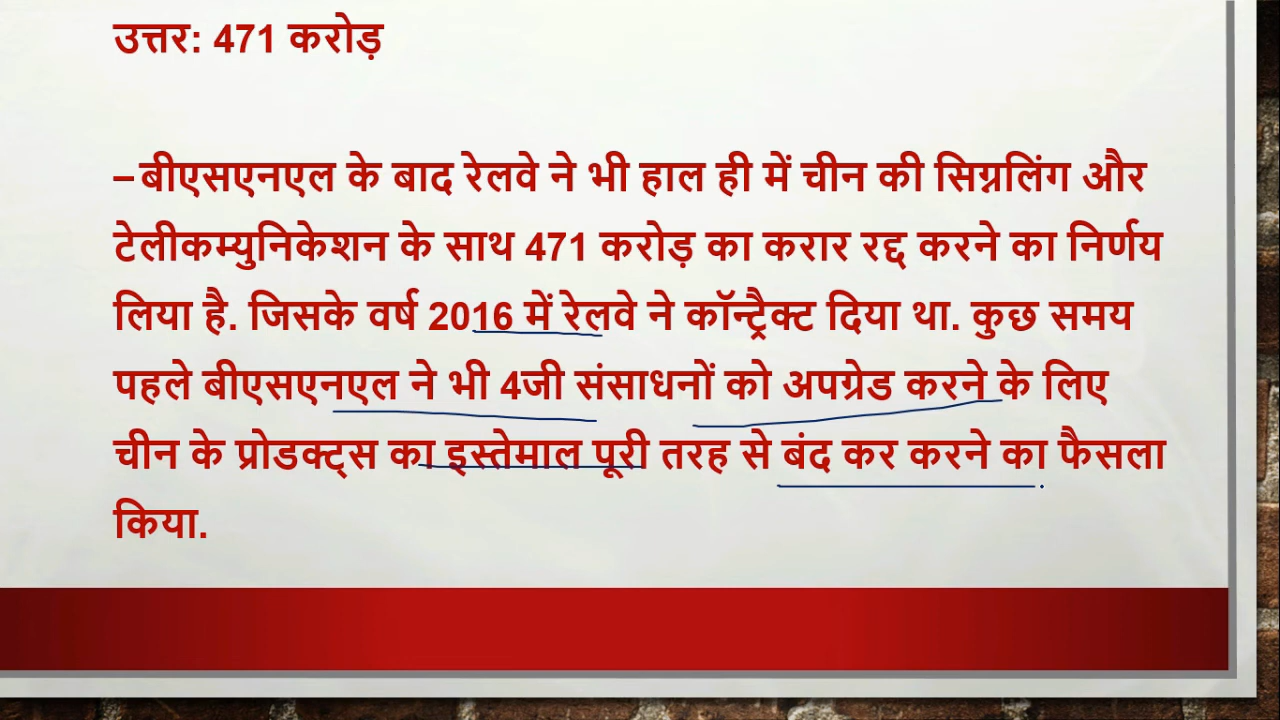 उत्तर: 471 करोड़
– बीएसएनएल के बाद रेलवे ने भी हाल ही में चीन की सिग्नलिंग और
टेलीकम्युनिकेशन के साथ 471 करोड़ का करार रद्द करने का निर्णय
लिया है. जिसके वर्ष 2016 में रेलवे ने कॉन्ट्रैक्ट दिया था. कुछ समय
पहले बीएसएनएल ने भी 4जी संसाधनों को अपग्रेड करने के लिए
चीन के प्रोडक्ट्स का इस्तेमाल पूरी तरह से बंद कर करने का फैसला
किया.